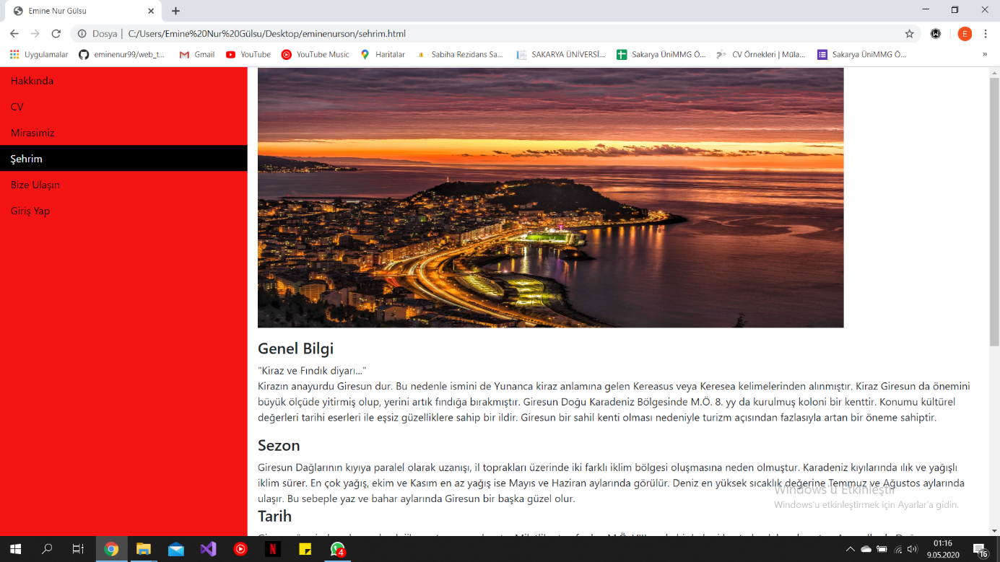 Emine Nur Gülsu
Dosya | C:/Users/Emine%20Nur%20Gülsu/Desktop/eminenurson/sehrim.html
E
Uygulamalar eminenur99/web_t... Gmail YouTube YouTube Music Haritalar Sabiha Rezidans Sa... SAKARYA ÜNİVERSİ... Sakarya ÜniMMG Ö... CV Örnekleri | Müla... Sakarya ÜniMMG Ö... »
Hakkında
CV
Mirasimiz
Şehrim
Bize Ulaşın
Giriş Yap
Genel Bilgi
"Kiraz ve Fındık diyarı..."
Kirazın anayurdu Giresun dur. Bu nedenle ismini de Yunanca kiraz anlamına gelen Kereasus veya Keresea kelimelerinden alınmıştır. Kiraz Giresun da önemini
büyük ölçüde yitirmiş olup, yerini artık fındığa bırakmıştır. Giresun Doğu Karadeniz Bölgesinde M.Ö. 8. yy da kurulmuş koloni bir kenttir. Konumu kültürel
değerleri tarihi eserleri ile eşsiz güzelliklere sahip bir ildir. Giresun bir sahil kenti olması nedeniyle turizm açısından fazlasıyla artan bir öneme sahiptir.
Sezon
Giresun Dağlarının kıyıya paralel olarak uzanışı, il toprakları üzerinde iki farklı iklim bölgesi oluşmasına neden olmuştur. Karadeniz kıyılarında ılık ve yağışlı
iklim sürer. En çok yağış, ekim ve Kasım en az yağış ise Mayıs ve Haziran aylarında görülür. Deniz en yüksek sıcaklık değerine Temmuz ve Ağustos aylarında
ulaşır. Bu sebeple yaz ve bahar aylarında Giresun bir başka güzel olur.
Windows'u Etkinleştir
Windows'u etkinleştirmek için Ayarlar'a gidin.
Tarih
N
4
01:16
9.05.2020
16